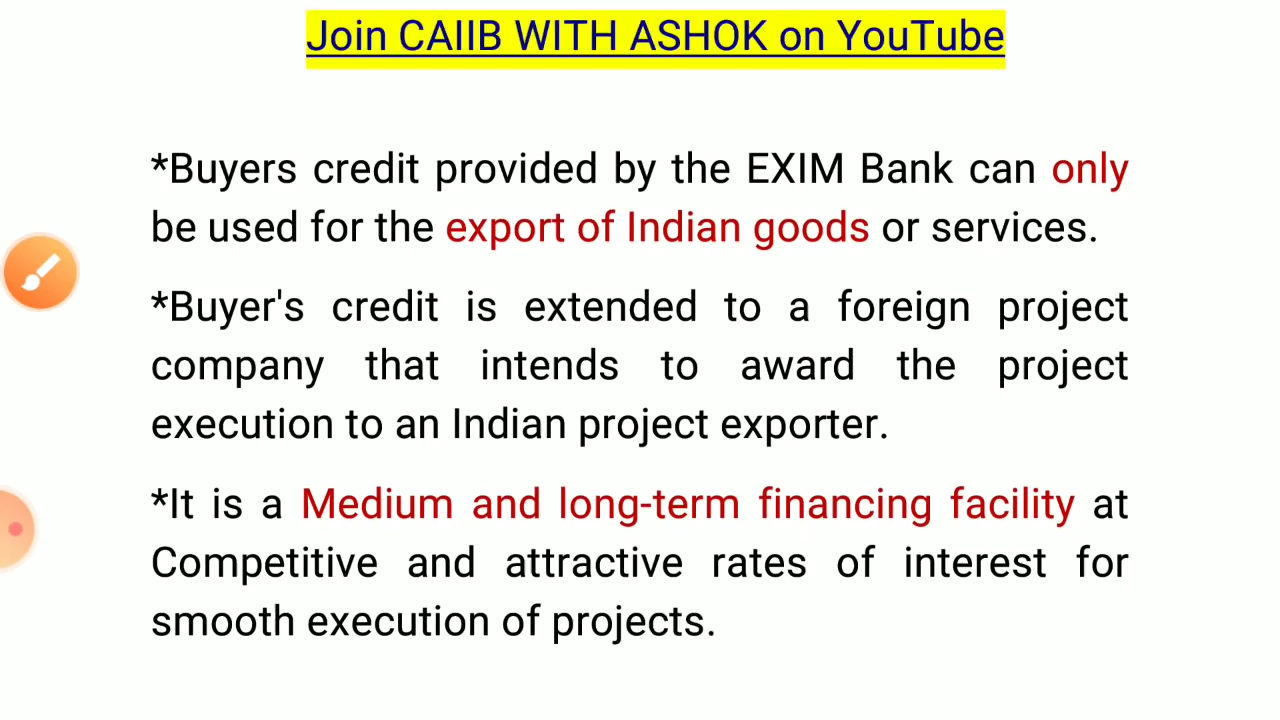 Join CAIIB WITH ASHOK on YouTube
*Buyers credit provided by the EXIM Bank can only
be used for the export of Indian goods or services.
*Buyer's credit is extended to a foreign project
company that intends to award the project
execution to an Indian project exporter.
*It is a Medium and long-term financing facility at
Competitive and attractive rates of interest for
smooth execution of projects.